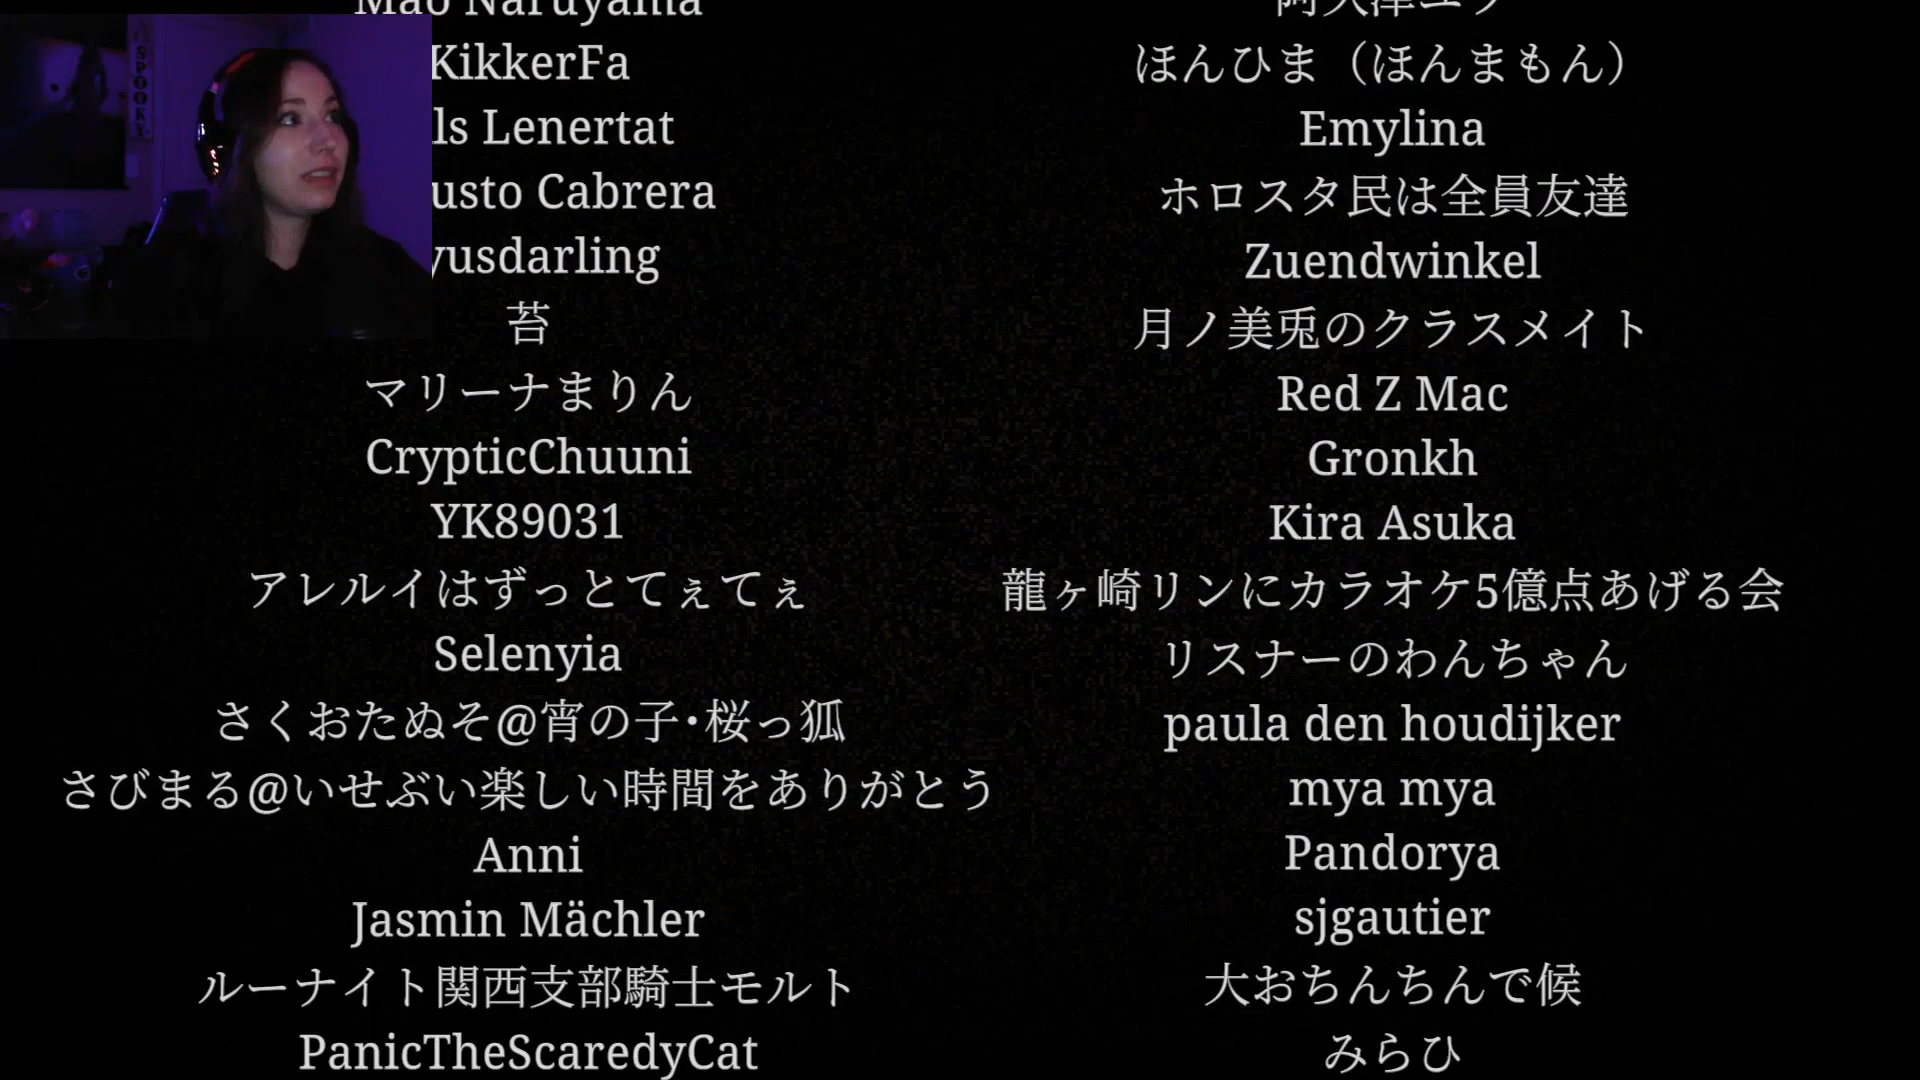 Mao Naruyama
KikkerFa
ls Lenertat
usto Cabrera
yusdarling
苔
マリーナまりん
CrypticChuuni
YK89031
アレルイはずっとてぇてぇ
Selenyia
さくおたぬそ@宵の子・桜っ狐
さびまる@いせぶい楽しい時間をありがとう
Anni
Jasmin Mächler
ルーナイト関西支部騎士モルト
PanicTheScaredyCat
ほんひま（ほんまもん）
Emylina
ホロスタ民は全員友達
Zuendwinkel
月ノ美兎のクラスメイト
Red Z Mac
Gronkh
Kira Asuka
龍ヶ崎リンにカラオケ5億点あげる会
リスナーのわんちゃん
paula den houdijker
mya mya
Pandorya
sjgautier
大おちんちんで候
みらひ
SPOOKY